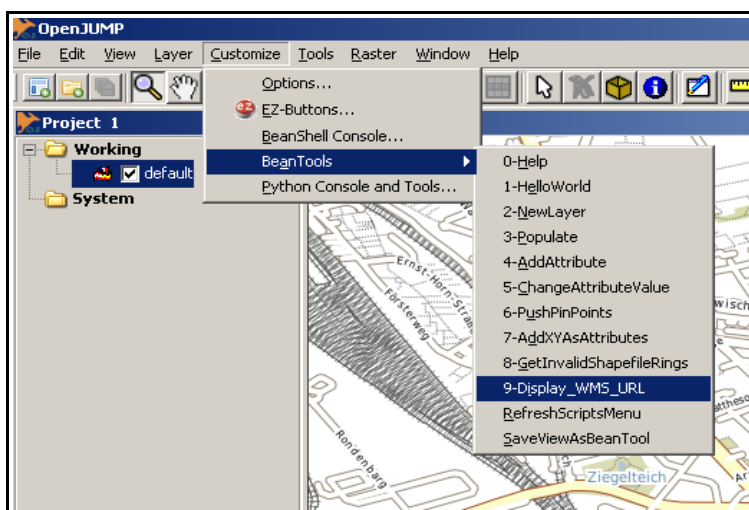 OpenJUMP
File Edit View Layer Customize Tools Raster Window Help
Project 1
Working
default
System
Options...
EZ-Buttons...
BeanShell Console...
BeanTools
Python Console and Tools...
0-Help
1-HelloWorld
2-NewLayer
3-Populate
4-AddAttribute
5-ChangeAttributeValue
6-PushPinPoints
7-AddXYAsAttributes
8-GetInvalidShapefileRings
9-Display_WMS_URL
RefreshScriptsMenu
SaveViewAsBeanTool
Ernst-Horn-Straß
Försterweg
Rondenbarg
Ziegelteich